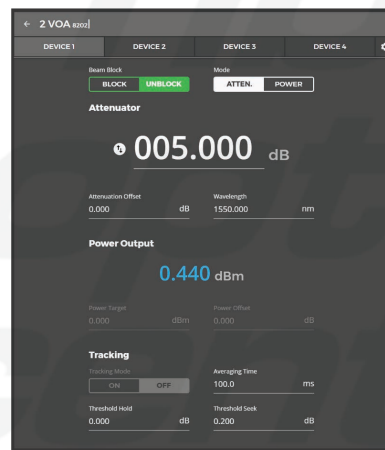 ← 2 VOA 8202
DEVICE 1 DEVICE 2 DEVICE 3 DEVICE 4
Beam Block Mode
BLOCK UNBLOCK ATTEN. POWER
Attenuator
005.000 dB
Attenuation Offset Wavelength
0.000 dB 1550.000 nm
Power Output
0.440 dBm
Power Target Power Offset
0.000 dBm 0.000 dB
Tracking
Tracking Mode Averaging Time
ON OFF 100.0 ms
Threshold Hold Threshold Seek
0.000 dB 0.200 dB